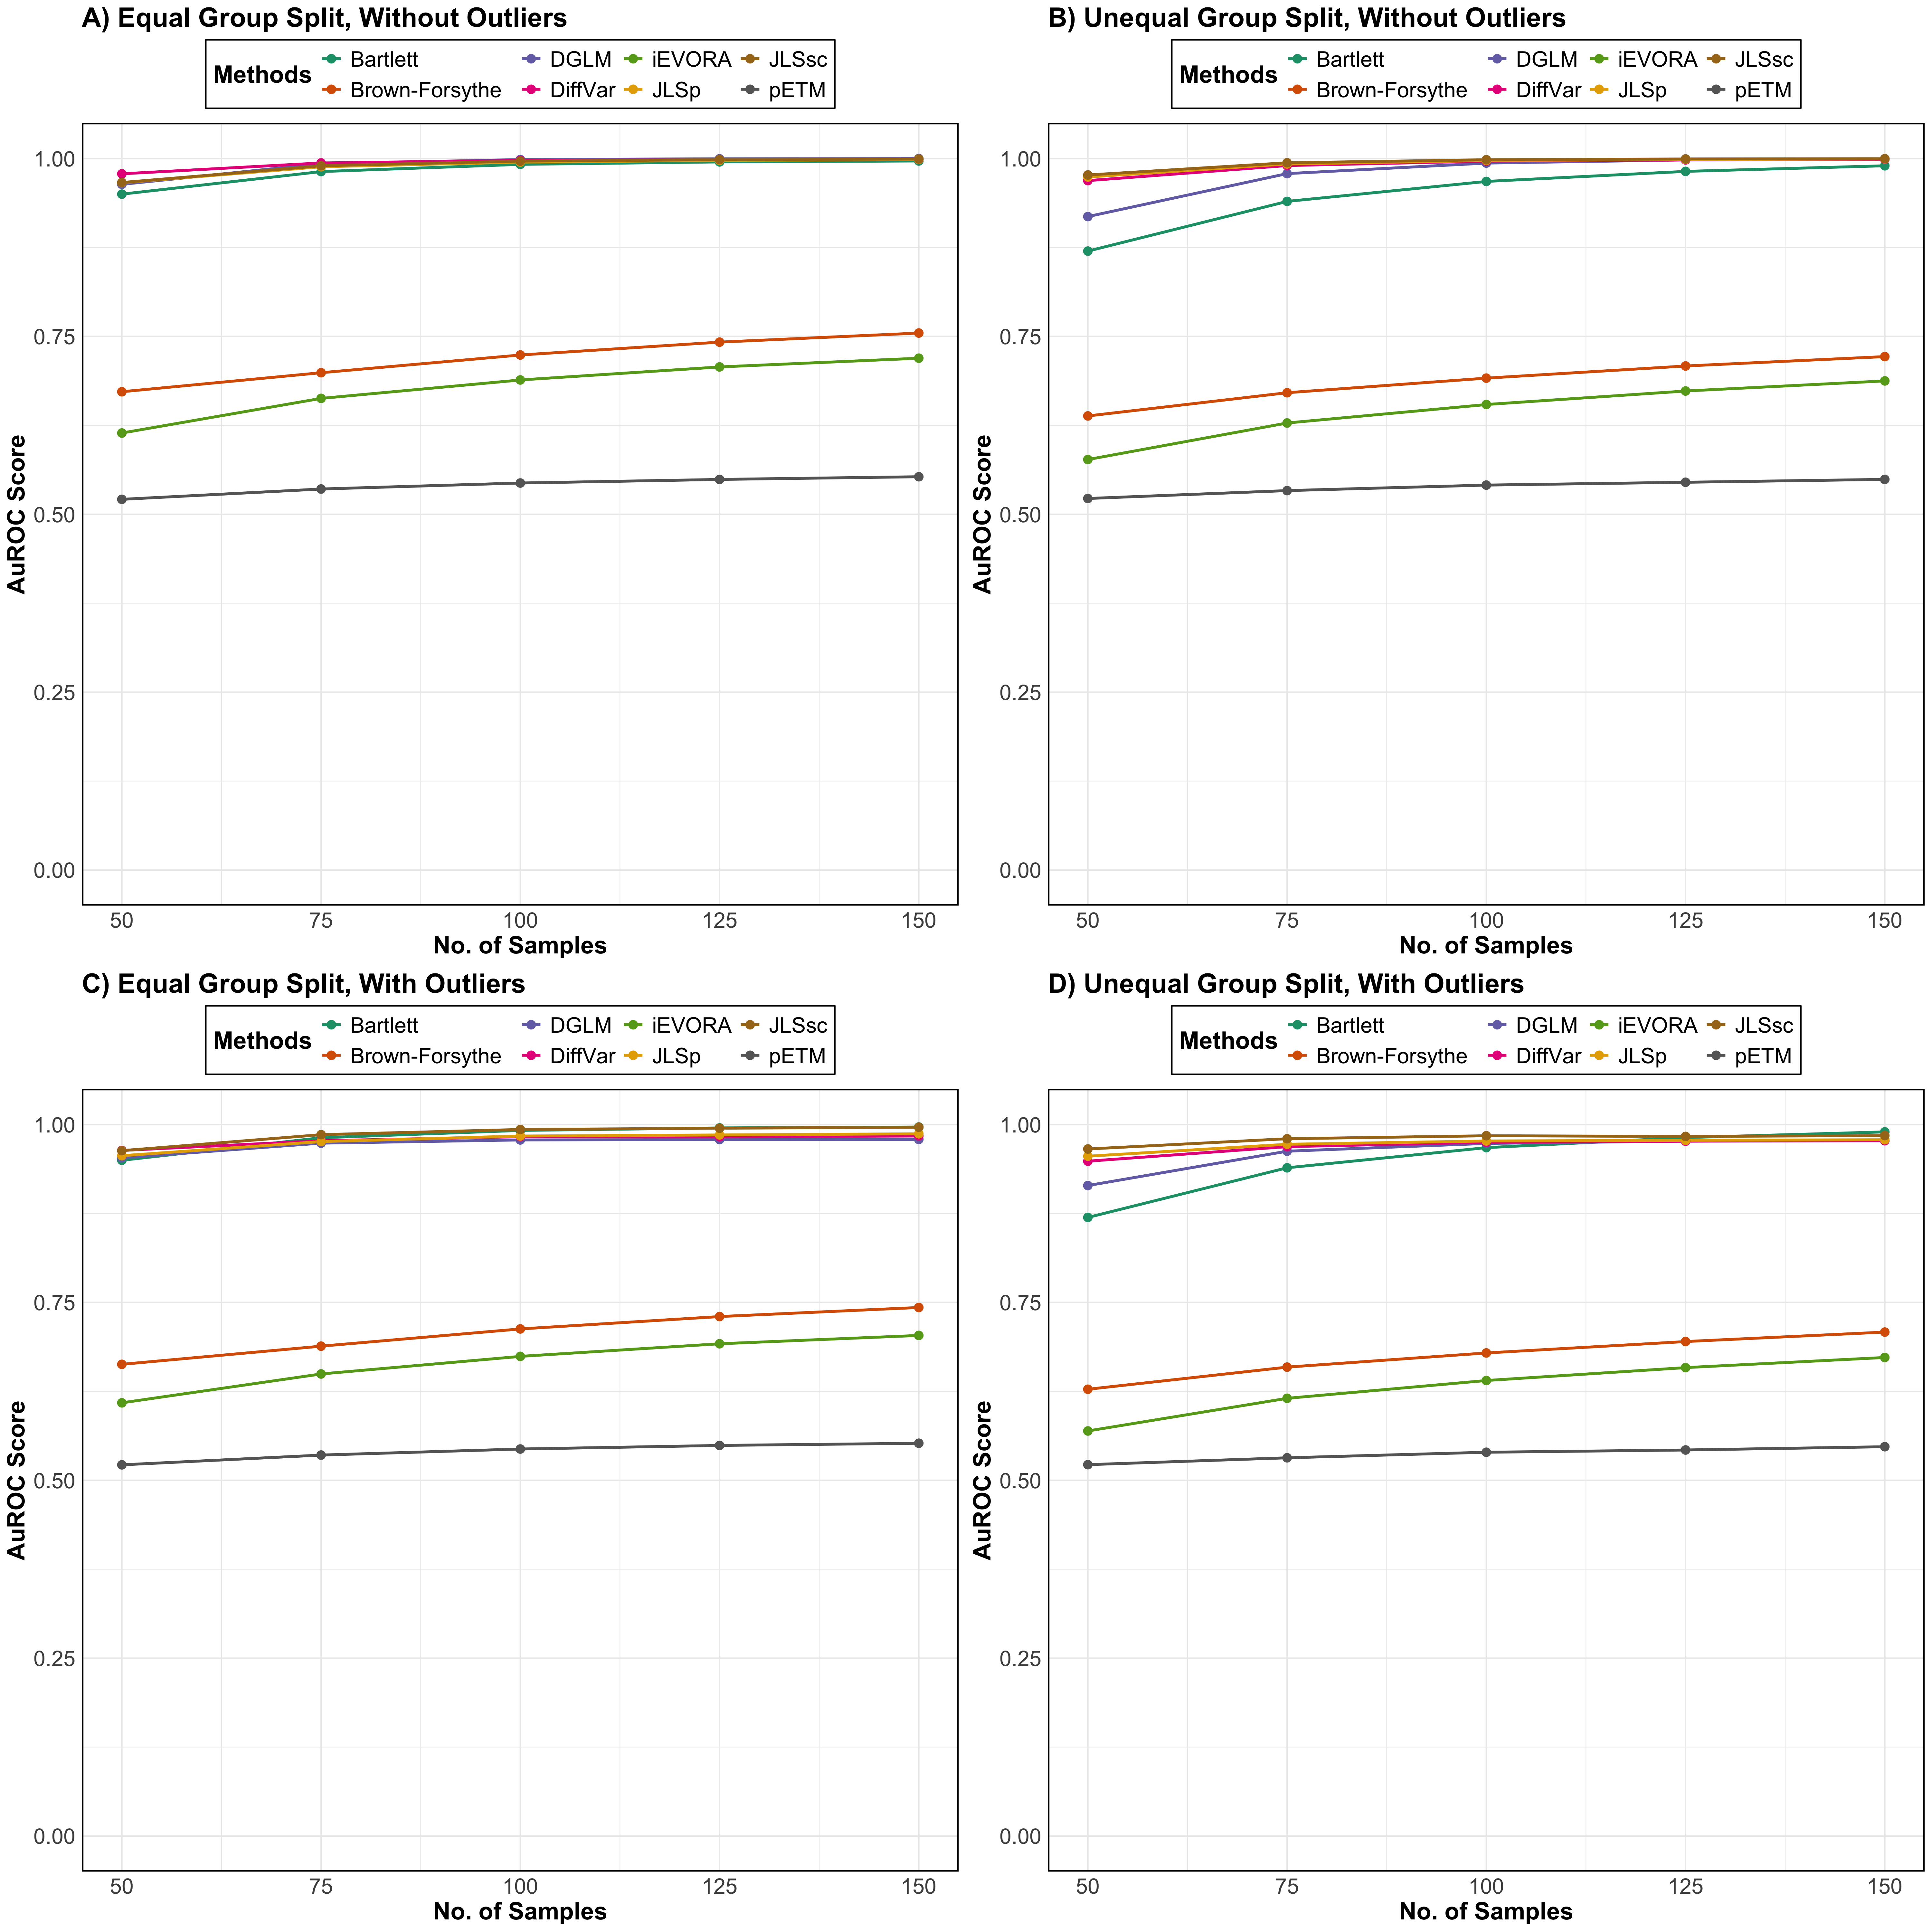 A) Equal Group Split, Without Outliers
Methods
Bartlett
DGLM
iEVORA
JLSsc
Brown-Forsythe
DiffVar
JLSp
pETM
AuROC Score
1.00
0.75
0.50
0.25
0.00
50
75
100
125
150
No. of Samples
B) Unequal Group Split, Without Outliers
Methods
Bartlett
DGLM
iEVORA
JLSsc
Brown-Forsythe
DiffVar
JLSp
pETM
AuROC Score
1.00
0.75
0.50
0.25
0.00
50
75
100
125
150
No. of Samples
C) Equal Group Split, With Outliers
Methods
Bartlett
DGLM
iEVORA
JLSsc
Brown-Forsythe
DiffVar
JLSp
pETM
AuROC Score
1.00
0.75
0.50
0.25
0.00
50
75
100
125
150
No. of Samples
D) Unequal Group Split, With Outliers
Methods
Bartlett
DGLM
iEVORA
JLSsc
Brown-Forsythe
DiffVar
JLSp
pETM
AuROC Score
1.00
0.75
0.50
0.25
0.00
50
75
100
125
150
No. of Samples